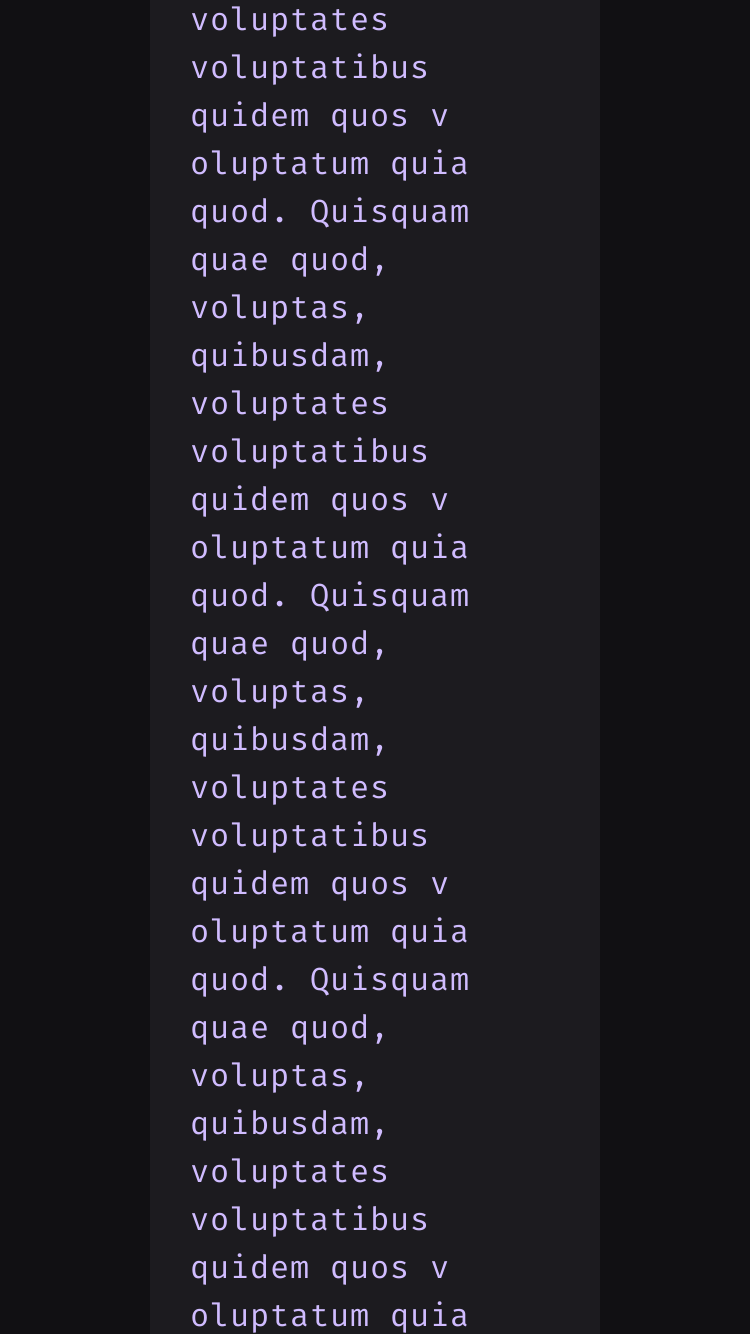 voluptates
voluptatibus
quidem quos v
oluptatum quia
quod. Quisquam
quae quod,
voluptas,
quibusdam,
voluptates
voluptatibus
quidem quos v
oluptatum quia
quod. Quisquam
quae quod,
voluptas,
quibusdam,
voluptates
voluptatibus
quidem quos v
oluptatum quia
quod. Quisquam
quae quod,
voluptas,
quibusdam,
voluptates
voluptatibus
quidem quos v
oluptatum quia